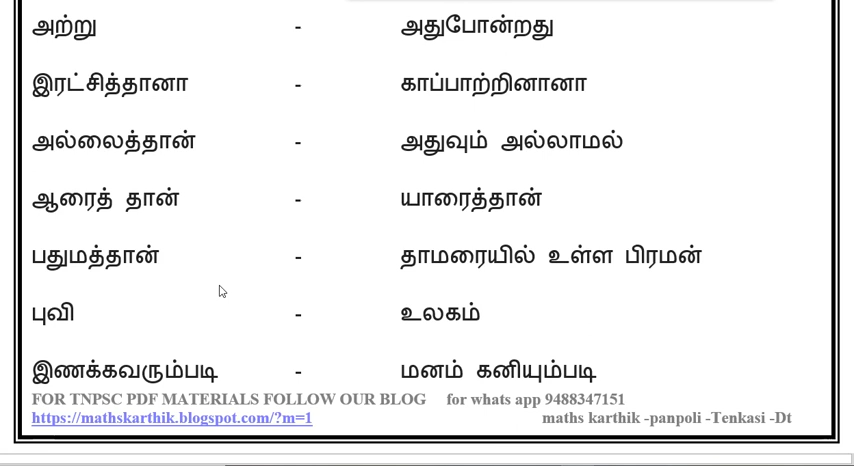 அற்று - அதுபோன்றது
இரட்சித்தானா - காப்பாற்றினானா
அல்லைத்தான் - அதுவும் அல்லாமல்
ஆரைத் தான் - யாரைத்தான்
பதுமத்தான் - தாமரையில் உள்ள பிரமன்
புவி - உலகம்
இணக்கவரும்படி - மனம் கனியும்படி
FOR TNPSC PDF MATERIALS FOLLOW OUR BLOG for whats app 9488347151
https://mathskarthik.blogspot.com/?m=1 maths karthik -panpoli -Tenkasi -Dt